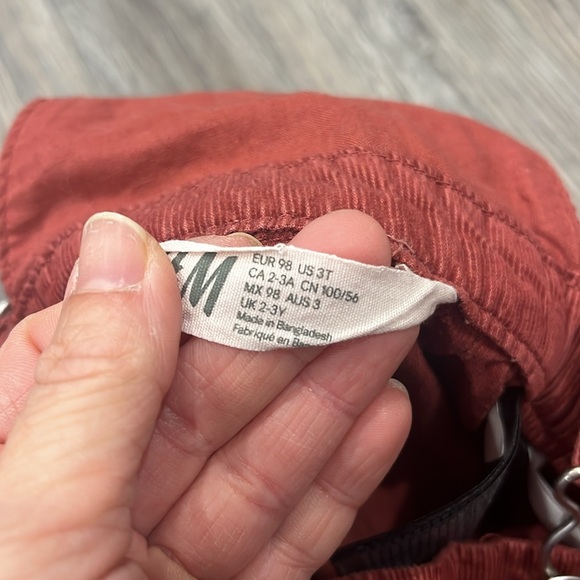 &M
EUR 98 US 3T
CA 2-3A CN 100/56
MX 98 AUS 3
UK 2-3Y
Made in Bangladesh
Fabriqué en